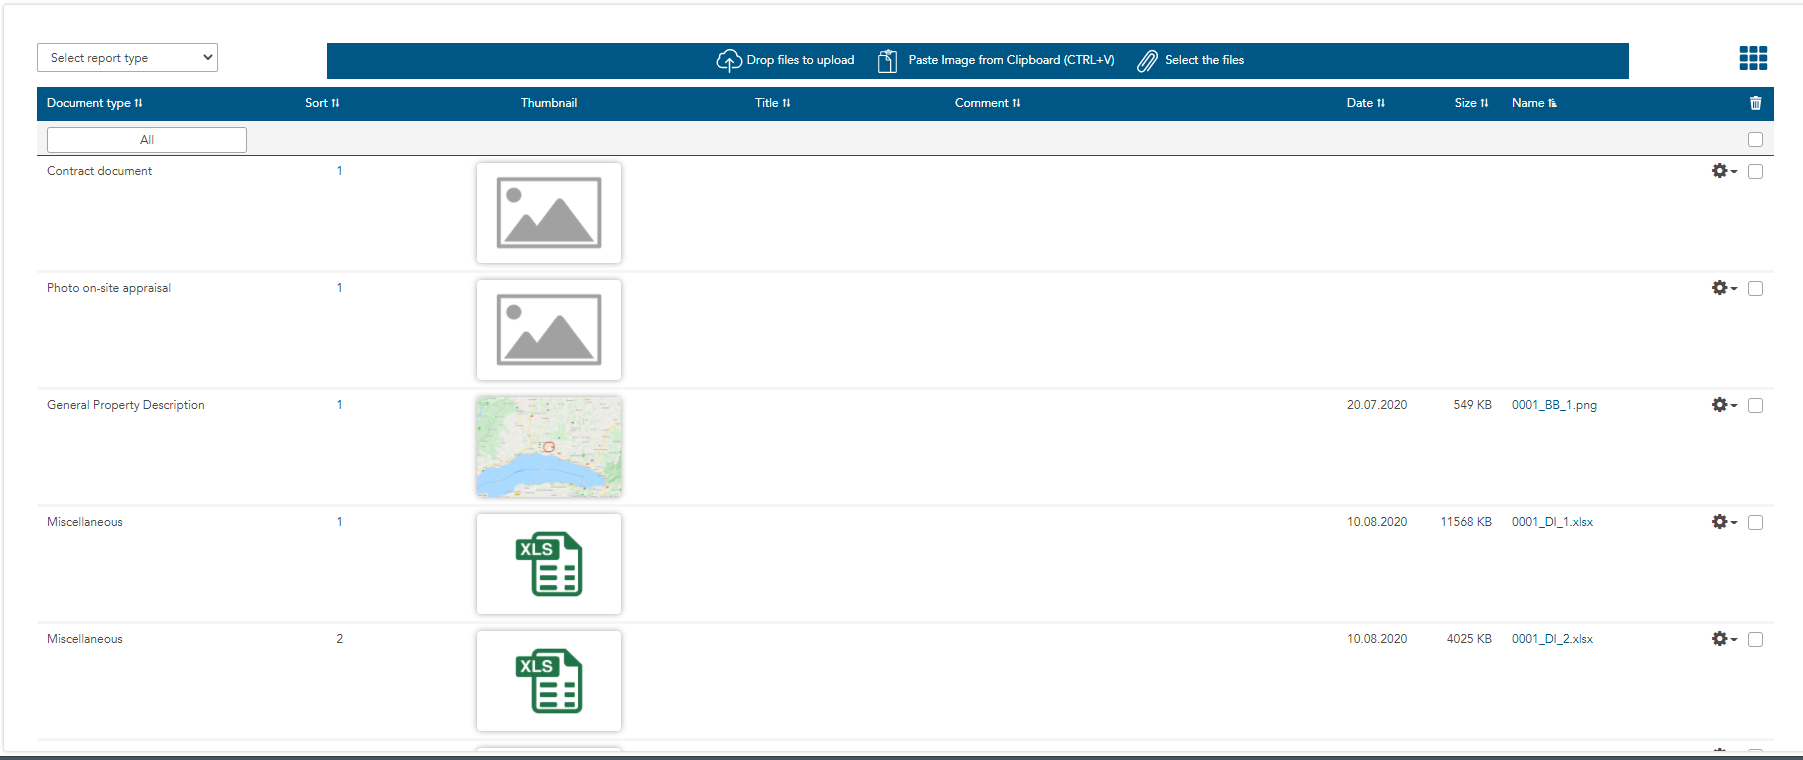 Select report type
Drop files to upload Paste Image from Clipboard (CTRL+V) Select the files
Document type Sort Thumbnail Title Comment Date Size Name
All
Contract document 1
Photo on-site appraisal 1
General Property Description 1 20.07.2020 549 KB 0001_BB_1.png
Miscellaneous 1 XLS 10.08.2020 11568 KB 0001_DI_1.xlsx
Miscellaneous 2 XLS 10.08.2020 4025 KB 0001_DI_2.xlsx